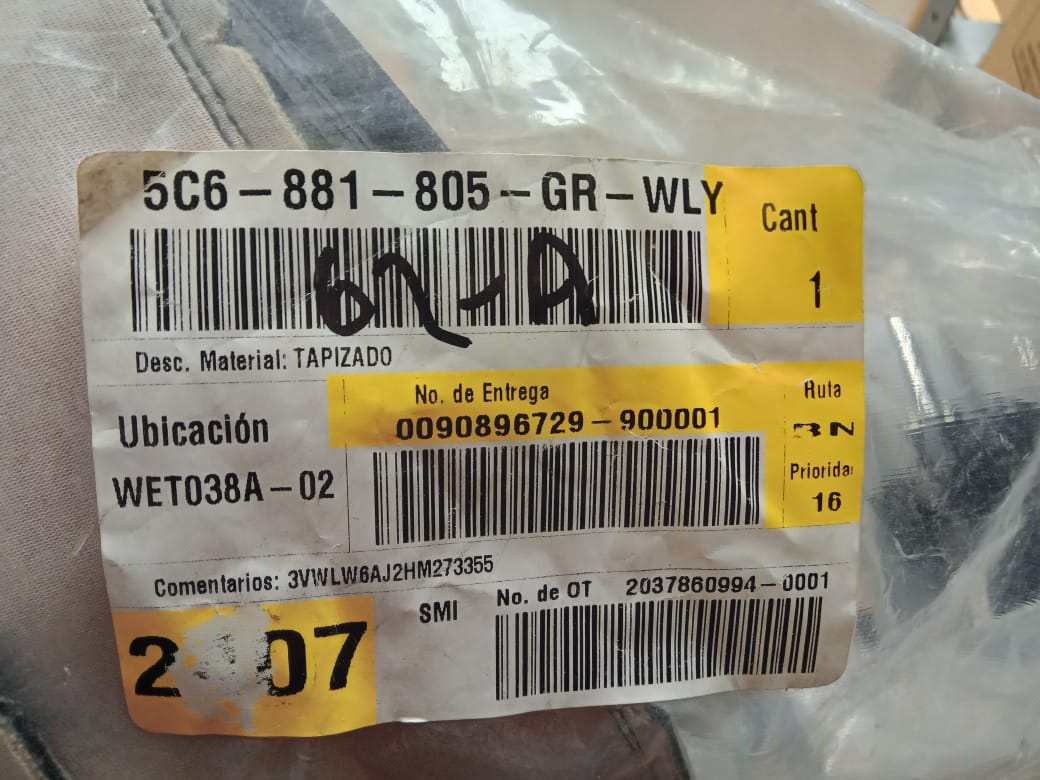 5C6-881-805-GR-WLY
Cant
1
62-A
Desc. Material: TAPIZADO
No. de Entrega
0090896729-900001
Ruta
Ubicación
WET038A-02
Priorida
16
Comentarios: 3VWLW6AJ2HM273355
SMI
No. de OT 2037860994-0001